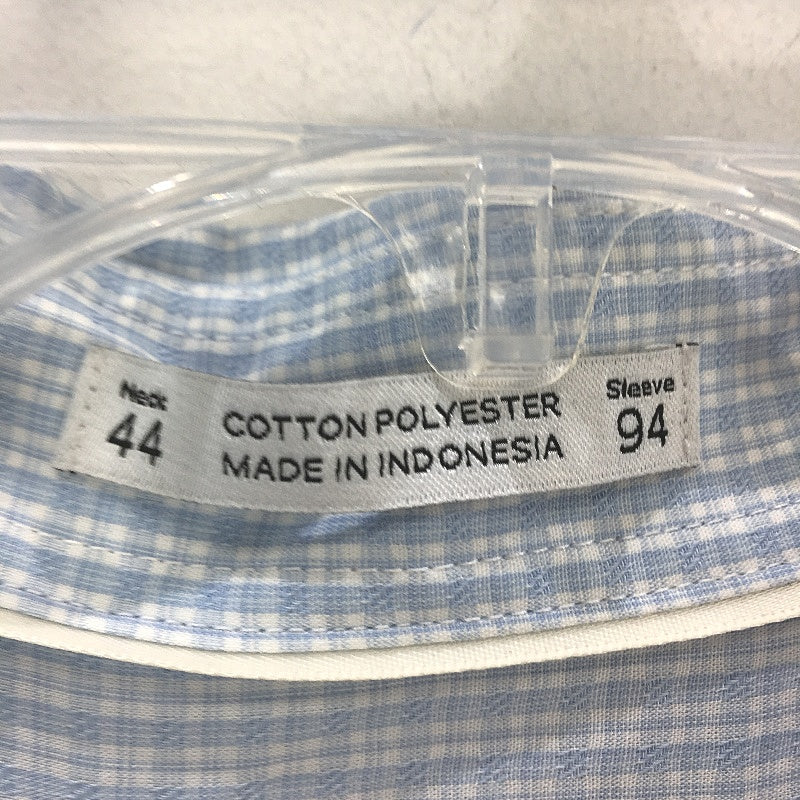 Neck
44
COTTON POLYESTER
MADE IN INDONESIA
Sleeve
94